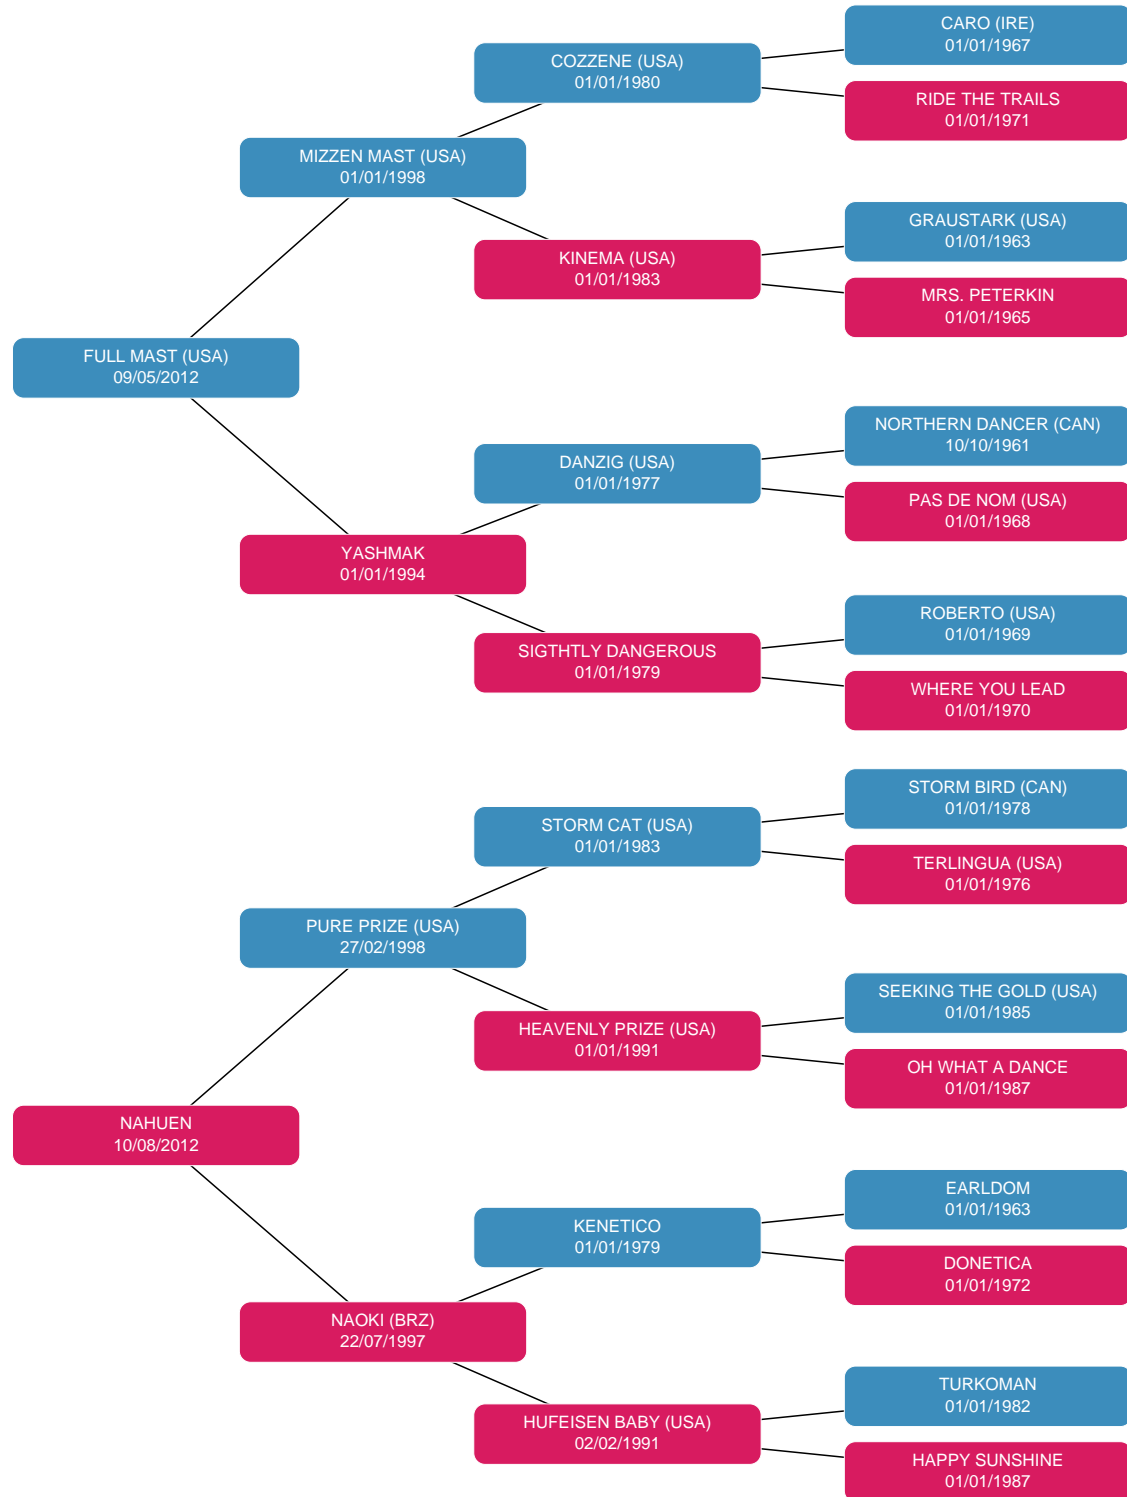 CARO (IRE)
01/01/1967
COZZENE (USA)
01/01/1980
RIDE THE TRAILS
01/01/1971
MIZZEN MAST (USA)
01/01/1998
GRAUSTARK (USA)
01/01/1963
KINEMA (USA)
01/01/1983
MRS. PETERKIN
01/01/1965
FULL MAST (USA)
09/05/2012
NORTHERN DANCER (CAN)
10/10/1961
DANZIG (USA)
01/01/1977
PAS DE NOM (USA)
01/01/1968
YASHMAK
01/01/1994
ROBERTO (USA)
01/01/1969
SIGTHTLY DANGEROUS
01/01/1979
WHERE YOU LEAD
01/01/1970
STORM BIRD (CAN)
01/01/1978
STORM CAT (USA)
01/01/1983
TERLINGUA (USA)
01/01/1976
PURE PRIZE (USA)
27/02/1998
SEEKING THE GOLD (USA)
01/01/1985
HEAVENLY PRIZE (USA)
01/01/1991
OH WHAT A DANCE
01/01/1987
NAHUEN
10/08/2012
EARLDOM
01/01/1963
KENETICO
01/01/1979
DONETICA
01/01/1972
NAOKI (BRZ)
22/07/1997
TURKOMAN
01/01/1982
HUFEISEN BABY (USA)
02/02/1991
HAPPY SUNSHINE
01/01/1987